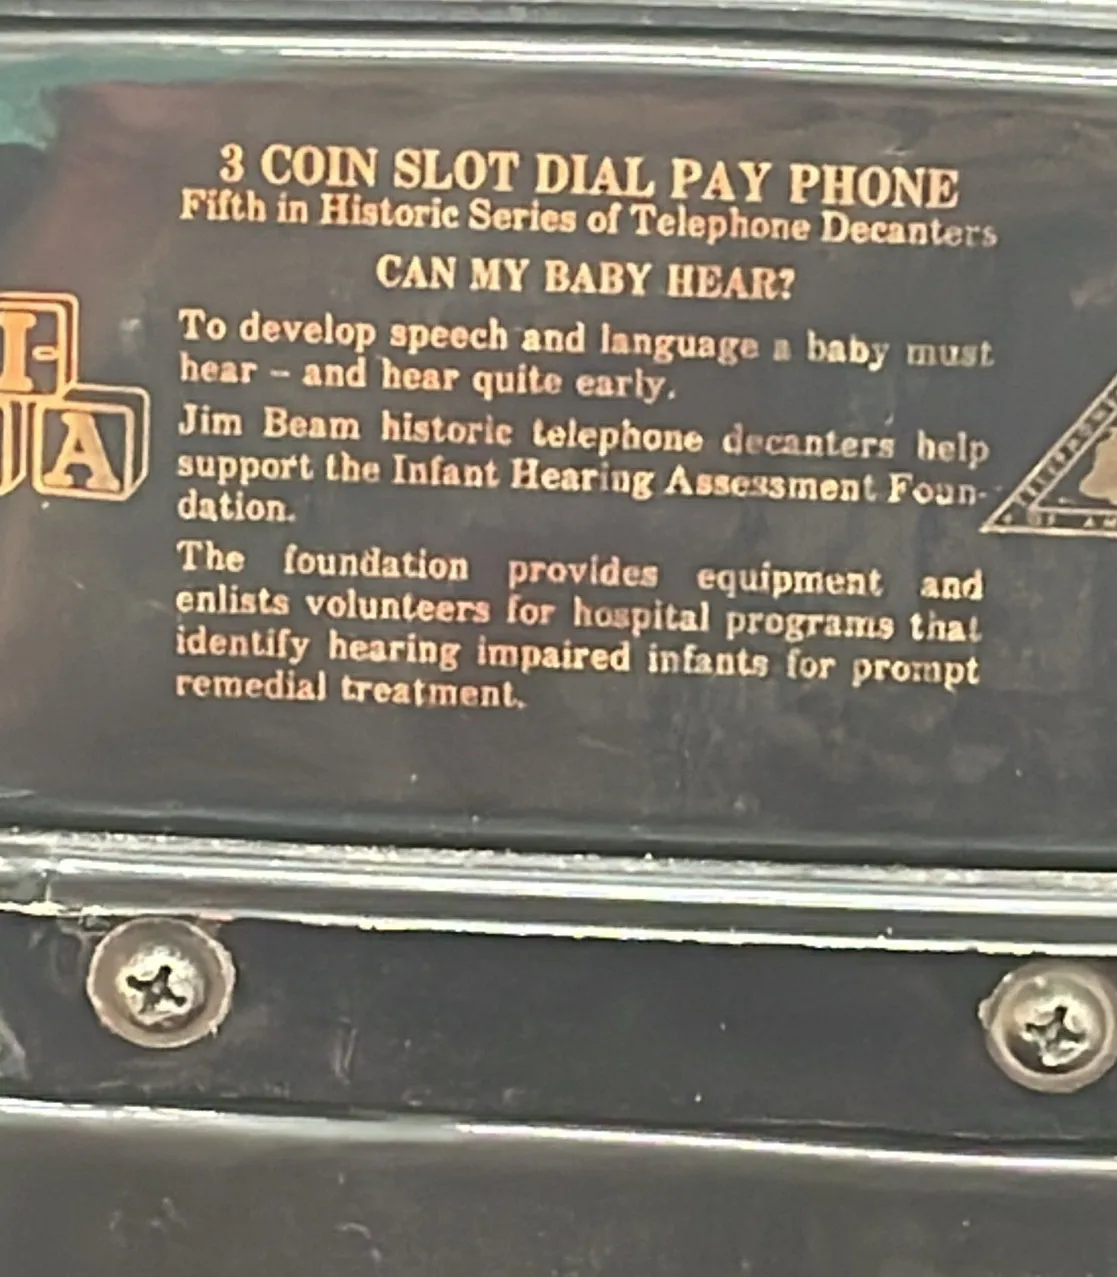 3 COIN SLOT DIAL PAY PHONE
Fifth in Historic Series of Telephone Decanters
CAN MY BABY HEAR?
To develop speech and language a baby must
hear – and hear quite early.
Jim Beam historic telephone decanters help
support the Infant Hearing Assessment Foun-
dation.
The foundation provides equipment and
enlists volunteers for hospital programs that
identify hearing impaired infants for prompt
remedial treatment.
A
OF